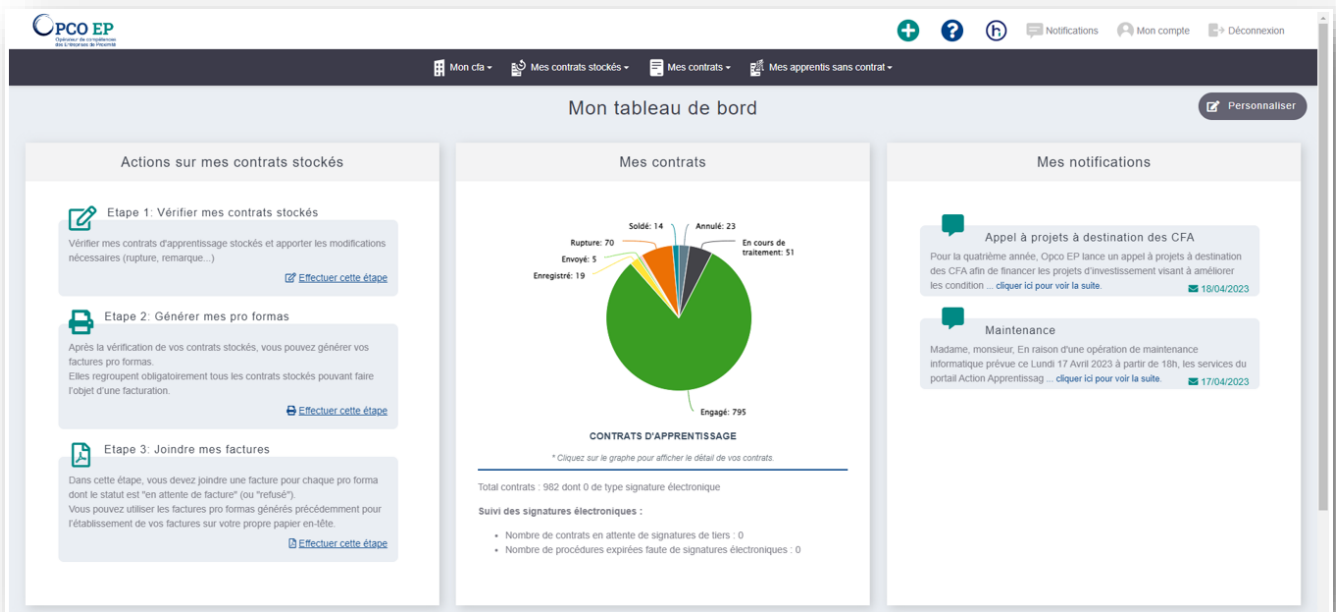 OPCO EP
Opérateur de compétences
des Entreprises de Proximité
Notifications
Mon compte
Déconnexion
Mon cfa
Mes contrats stockés
Mes contrats
Mes apprentis sans contrat
Mon tableau de bord
Personnaliser
Actions sur mes contrats stockés
Etape 1: Vérifier mes contrats stockés
Vérifier mes contrats d'apprentissage stockés et apporter les modifications
nécessaires (rupture, remarque...)
Effectuer cette étape
Etape 2: Générer mes pro formas
Après la vérification de vos contrats stockés, vous pouvez générer vos
factures pro formas.
Elles regroupent obligatoirement tous les contrats stockés pouvant faire
l'objet d'une facturation.
Effectuer cette étape
Etape 3: Joindre mes factures
Dans cette étape, vous devez joindre une facture pour chaque pro forma
dont le statut est "en attente de facture" (ou "refusé").
Vous pouvez utiliser les factures pro formas générés précédemment pour
l'établissement de vos factures sur votre propre papier en-tête.
Effectuer cette étape
Mes contrats
Soldé: 14
Annulé: 23
Rupture: 70
En cours de
traitement: 51
Envoyé: 5
Enregistré: 19
Engagé: 795
CONTRATS D'APPRENTISSAGE
* Cliquez sur le graphe pour afficher le détail de vos contrats.
Total contrats : 982 dont 0 de type signature électronique
Suivi des signatures électroniques :
• Nombre de contrats en attente de signatures de tiers : 0
• Nombre de procédures expirées faute de signatures électroniques : 0
Mes notifications
Appel à projets à destination des CFA
Pour la quatrième année, Opco EP lance un appel à projets à destination
des CFA afin de financer les projets d'investissement visant à améliorer
les condition ... cliquer ici pour voir la suite.
18/04/2023
Maintenance
Madame, monsieur, En raison d'une opération de maintenance
informatique prévue ce Lundi 17 Avril 2023 à partir de 18h, les services du
portail Action Apprentissag ... cliquer ici pour voir la suite.
17/04/2023